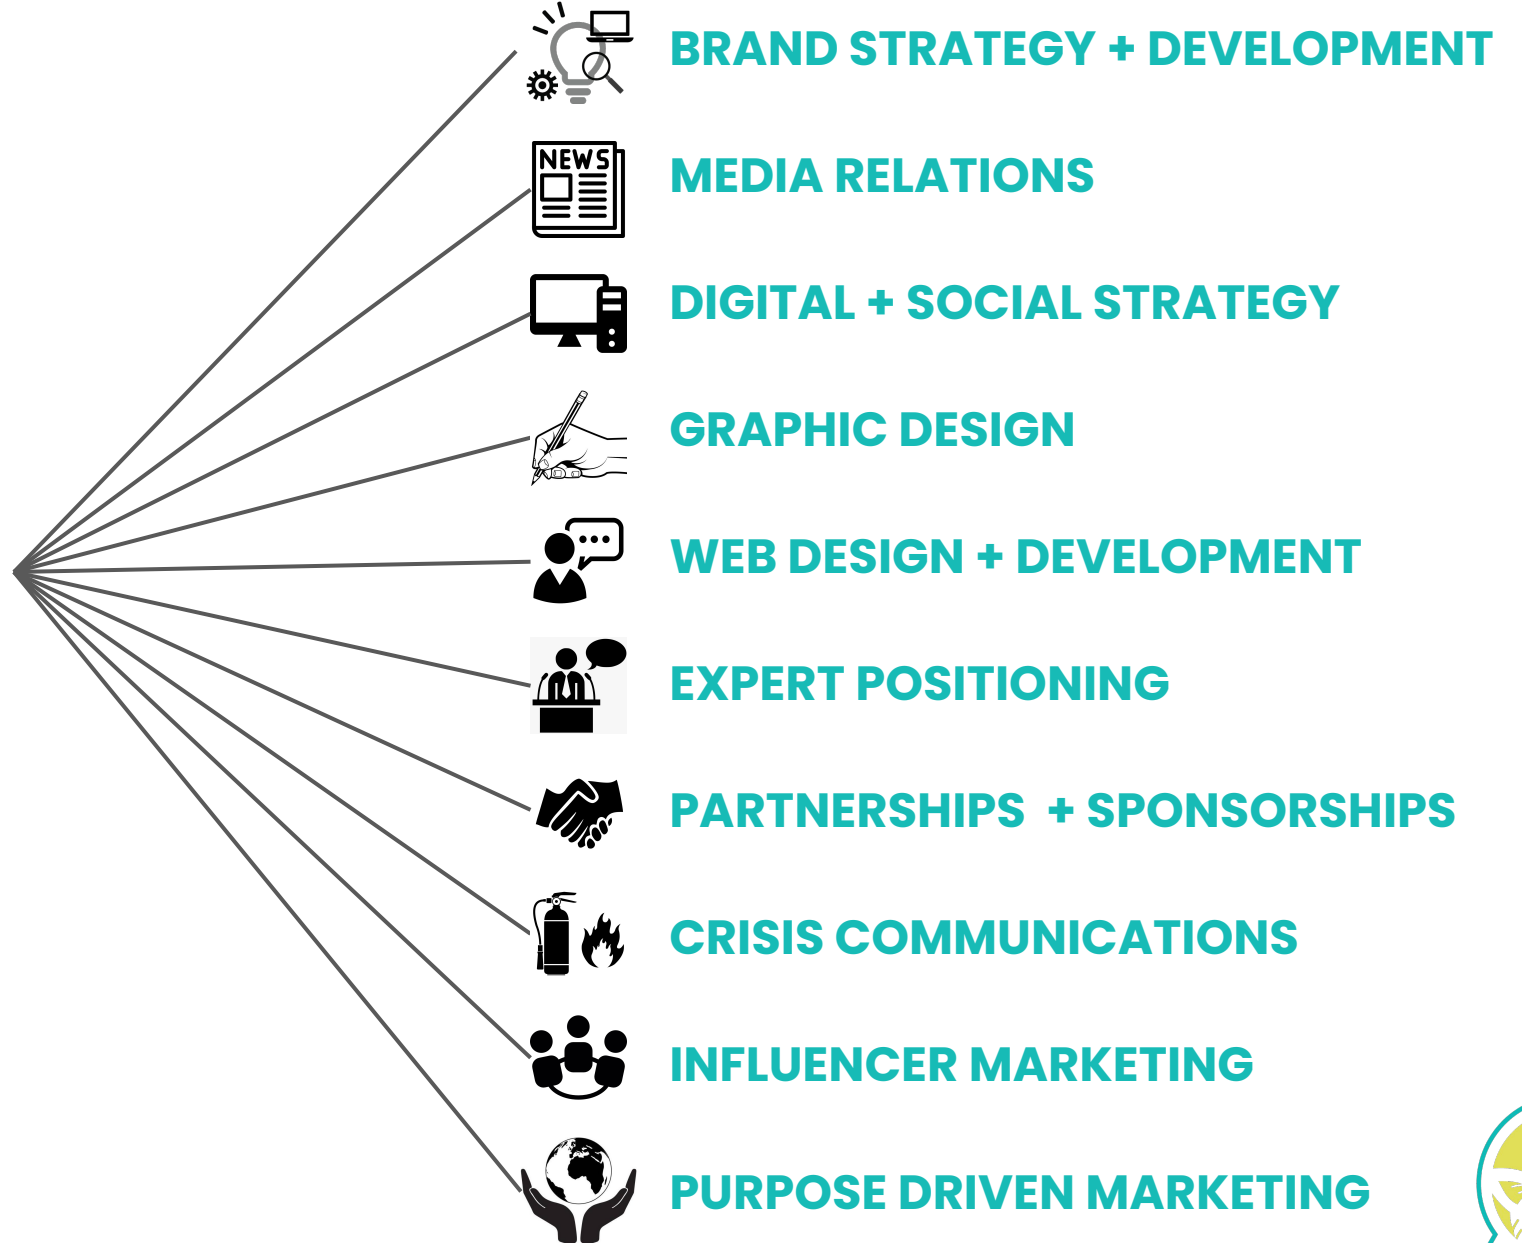 BRAND STRATEGY + DEVELOPMENT
NEWS
MEDIA RELATIONS
DIGITAL + SOCIAL STRATEGY
GRAPHIC DESIGN
WEB DESIGN + DEVELOPMENT
EXPERT POSITIONING
PARTNERSHIPS + SPONSORSHIPS
CRISIS COMMUNICATIONS
INFLUENCER MARKETING
PURPOSE DRIVEN MARKETING